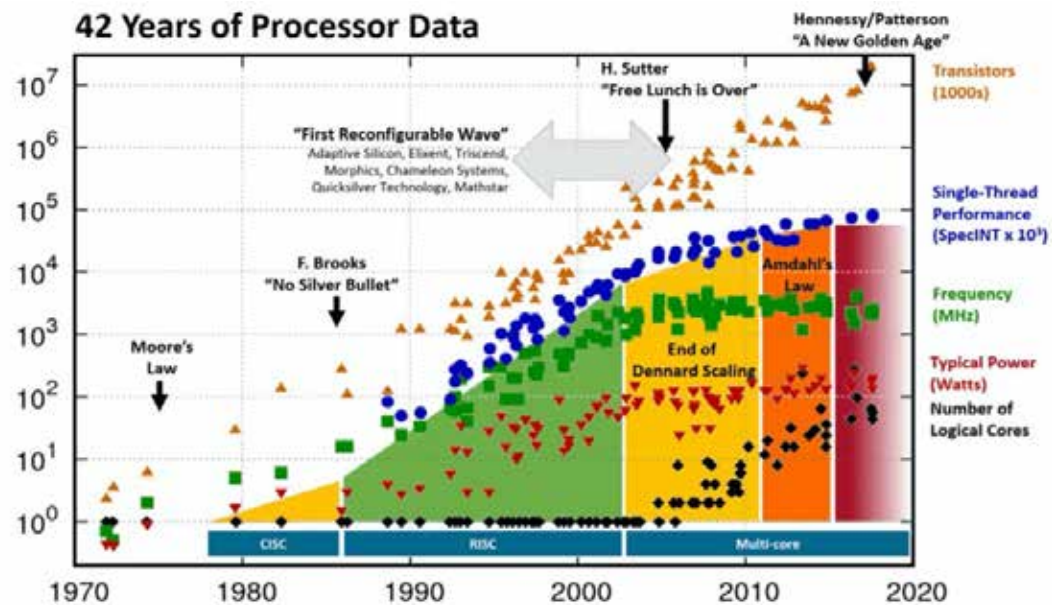 42 Years of Processor Data
Hennessy/Patterson
“A New Golden Age”
H. Sutter
“Free Lunch is Over”
“First Reconfigurable Wave”
Adaptive Silicon, Elixent, Triscend,
Morphics, Chameleon Systems,
Quicksilver Technology, Mathstar
F. Brooks
“No Silver Bullet”
Moore’s
Law
10⁷
10⁶
10⁵
10⁴
10³
10²
10¹
10⁰
Transistors
(1000s)
Single-Thread
Performance
(SpecINT x 10³)
Frequency
(MHz)
Typical Power
(Watts)
Number of
Logical Cores
Amdahl’s
Law
End of
Dennard Scaling
CISC
RISC
Multi-core
1970
1980
1990
2000
2010
2020